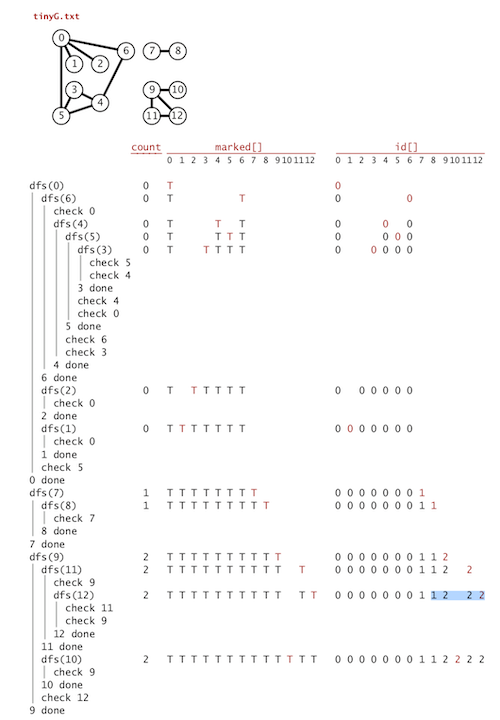 tinyG.txt
0 6 7 8
1 2
3 9 10
4
5 11 12
count marked[] id[]
0 1 2 3 4 5 6 7 8 9 10 11 12 0 1 2 3 4 5 6 7 8 9 10 11 12
dfs(0) 0 T 0
dfs(6) 0 T T 0 0
check 0
dfs(4) 0 T T T 0 0 0
dfs(5) 0 T T T T 0 0 0 0
dfs(3) 0 T T T T T 0 0 0 0 0
check 5
check 4
3 done
check 4
check 0
5 done
check 6
check 3
4 done
6 done
dfs(2) 0 T T T T T T 0 0 0 0 0 0
check 0
2 done
dfs(1) 0 T T T T T T T 0 0 0 0 0 0 0
check 0
1 done
check 5
0 done
dfs(7) 1 T T T T T T T T 0 0 0 0 0 0 0 1
dfs(8) 1 T T T T T T T T T 0 0 0 0 0 0 0 1 1
check 7
8 done
7 done
dfs(9) 2 T T T T T T T T T T 0 0 0 0 0 0 0 1 1 2
dfs(11) 2 T T T T T T T T T T T 0 0 0 0 0 0 0 1 1 2 2
check 9
dfs(12) 2 T T T T T T T T T T T T 0 0 0 0 0 0 0 1 1 2 2 2
check 11
check 9
12 done
11 done
dfs(10) 2 T T T T T T T T T T T T T 0 0 0 0 0 0 0 1 1 2 2 2 2
check 9
10 done
check 12
9 done